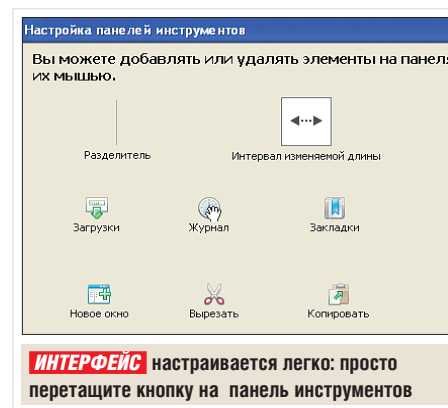 Настройка панелей инструментов
Вы можете добавлять или удалять элементы на
их мышью.
Разделитель
Интервал изменяемой длины
Загрузки
Журнал
Закладки
Новое окно
Вырезать
Копировать
ИНТЕРФЕЙС настраивается легко: просто
перетащите кнопку на панель инструментов